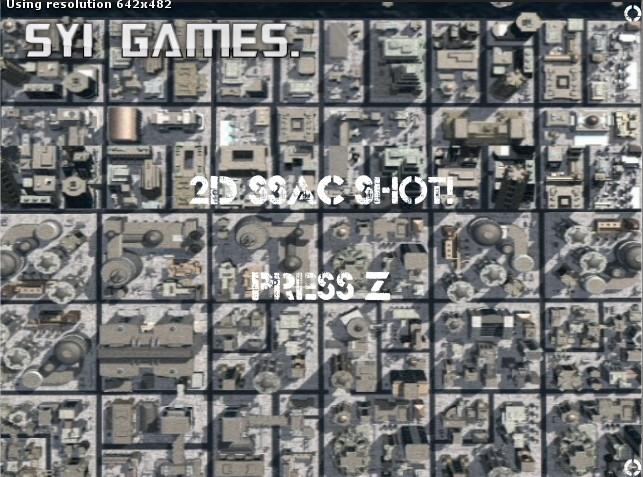 Using resolution 642x482
SYI GAMES.
2D SSAC SHOT!
PRESS Z